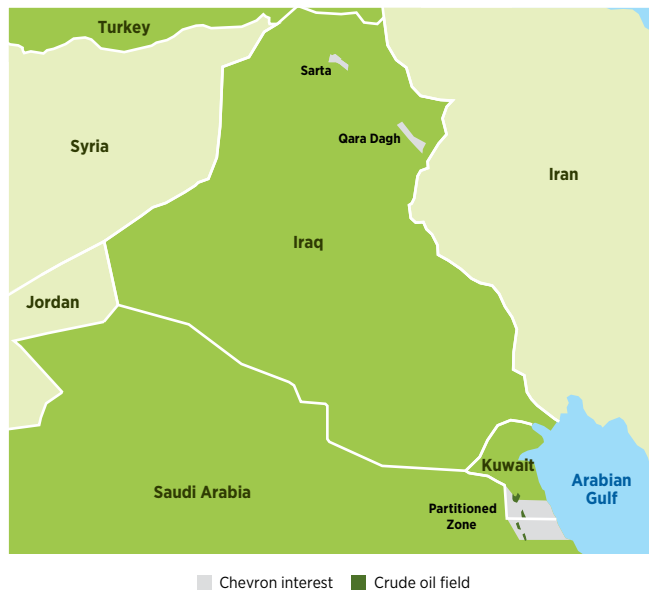 Turkey
Sarta
Qara Dagh
Syria
Iran
Iraq
Jordan
Kuwait
Arabian
Gulf
Saudi Arabia
Partitioned
Zone
Chevron interest
Crude oil field